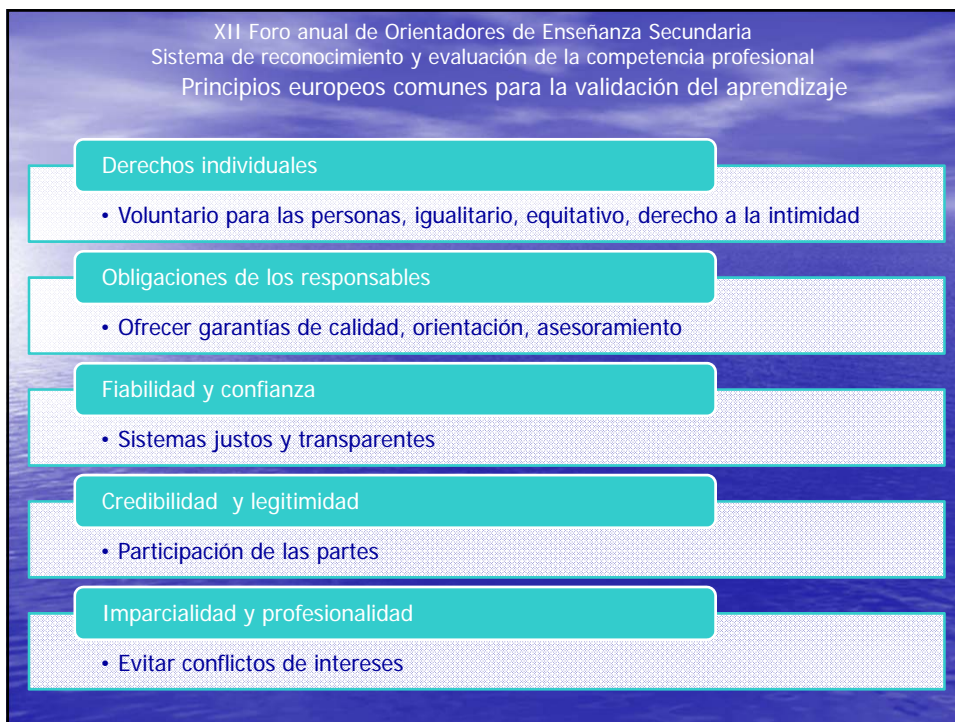 XII Foro anual de Orientadores de Enseñanza Secundaria
Sistema de reconocimiento y evaluación de la competencia profesional
Principios europeos comunes para la validación del aprendizaje
Derechos individuales
• Voluntario para las personas, igualitario, equitativo, derecho a la intimidad
Obligaciones de los responsables
• Ofrecer garantías de calidad, orientación, asesoramiento
Fiabilidad y confianza
• Sistemas justos y transparentes
Credibilidad y legitimidad
• Participación de las partes
Imparcialidad y profesionalidad
• Evitar conflictos de intereses